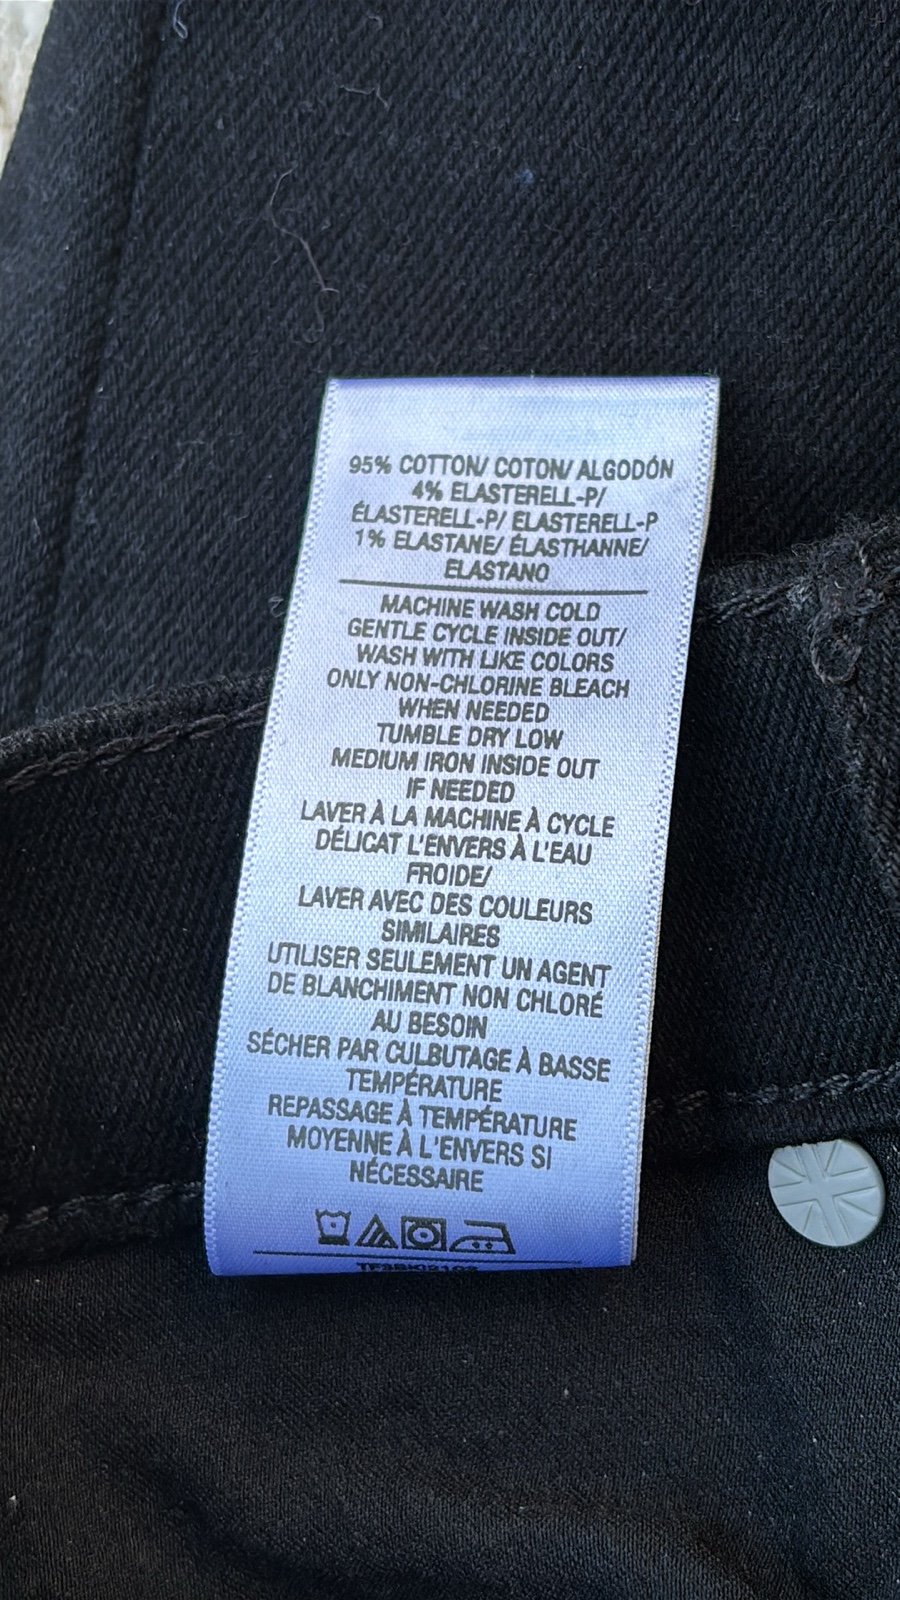 95% COTTON/ COTON/ ALGODÓN
4% ELASTERELL-P/
ÉLASTERELL-P/ ELASTERELL-P
1% ELASTANE/ ÉLASTHANNE/
ELASTANO
MACHINE WASH COLD
GENTLE CYCLE INSIDE OUT/
WASH WITH LIKE COLORS
ONLY NON-CHLORINE BLEACH
WHEN NEEDED
TUMBLE DRY LOW
MEDIUM IRON INSIDE OUT
IF NEEDED
LAVER À LA MACHINE À CYCLE
DÉLICAT L'ENVERS À L'EAU
FROIDE/
LAVER AVEC DES COULEURS
SIMILAIRES
UTILISER SEULEMENT UN AGENT
DE BLANCHIMENT NON CHLORÉ
AU BESOIN
SÉCHER PAR CULBUTAGE À BASSE
TEMPÉRATURE
REPASSAGE À TEMPÉRATURE
MOYENNE À L'ENVERS SI
NÉCESSAIRE